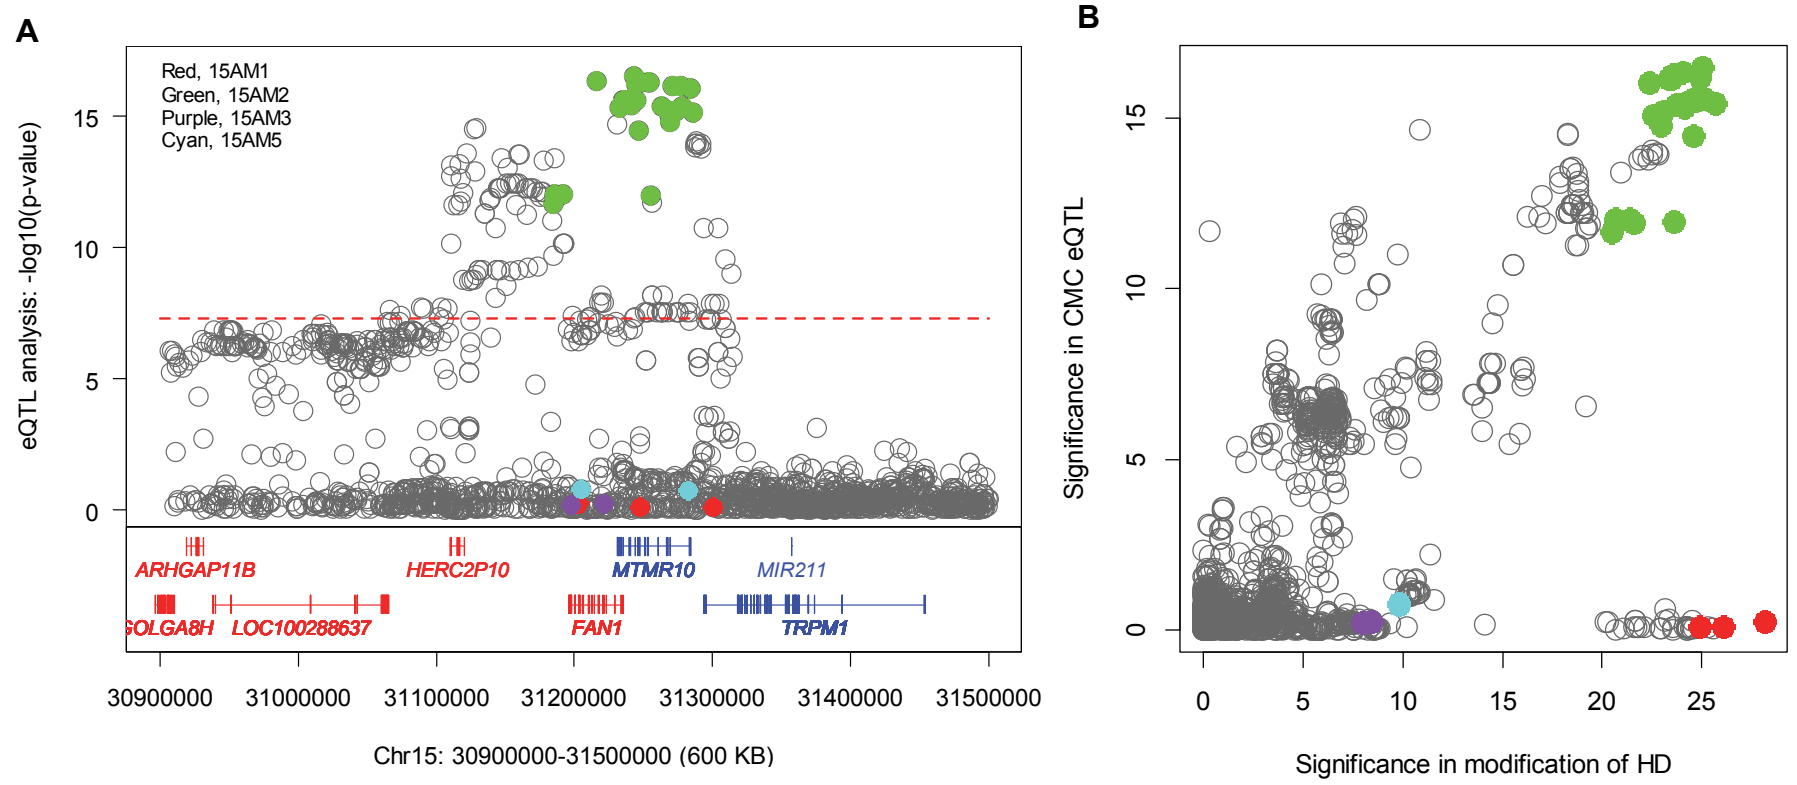 A
Red, 15AM1
Green, 15AM2
Purple, 15AM3
Cyan, 15AM5
eQTL analysis: -log10(p-value)
15
10
5
0
ARHGAP11B HERC2P10 MTMR10 MIR211
GOLGA8H LOC100288637 FAN1 TRPM1
30900000 31000000 31100000 31200000 31300000 31400000 31500000
Chr15: 30900000-31500000 (600 KB)
B
Significance in CMC eQTL
15
10
5
0
0 5 10 15 20 25
Significance in modification of HD